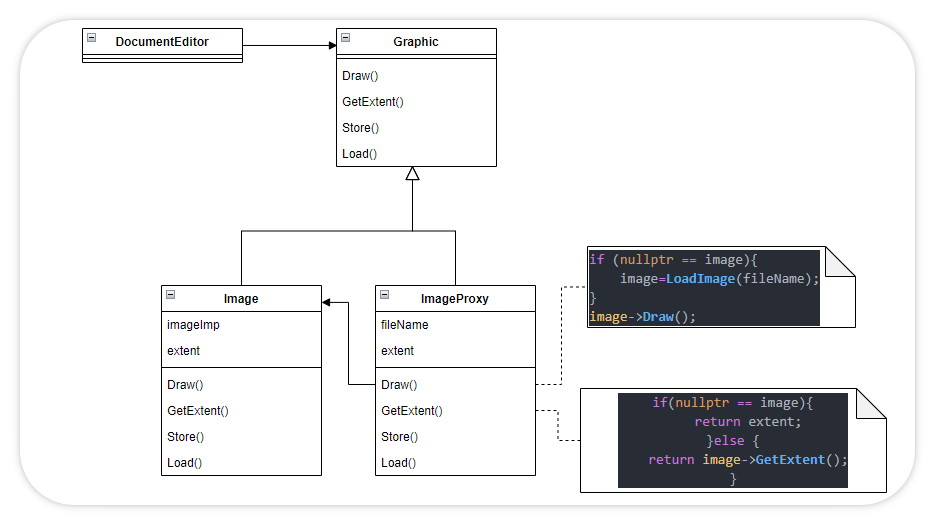 DocumentEditor
Graphic
Draw()
GetExtent()
Store()
Load()
Image
imageImp
extent
Draw()
GetExtent()
Store()
Load()
ImageProxy
fileName
extent
Draw()
GetExtent()
Store()
Load()
if (nullptr == image){
image=LoadImage(fileName);
}
image->Draw();
if(nullptr == image){
return extent;
}else {
return image->GetExtent();
}